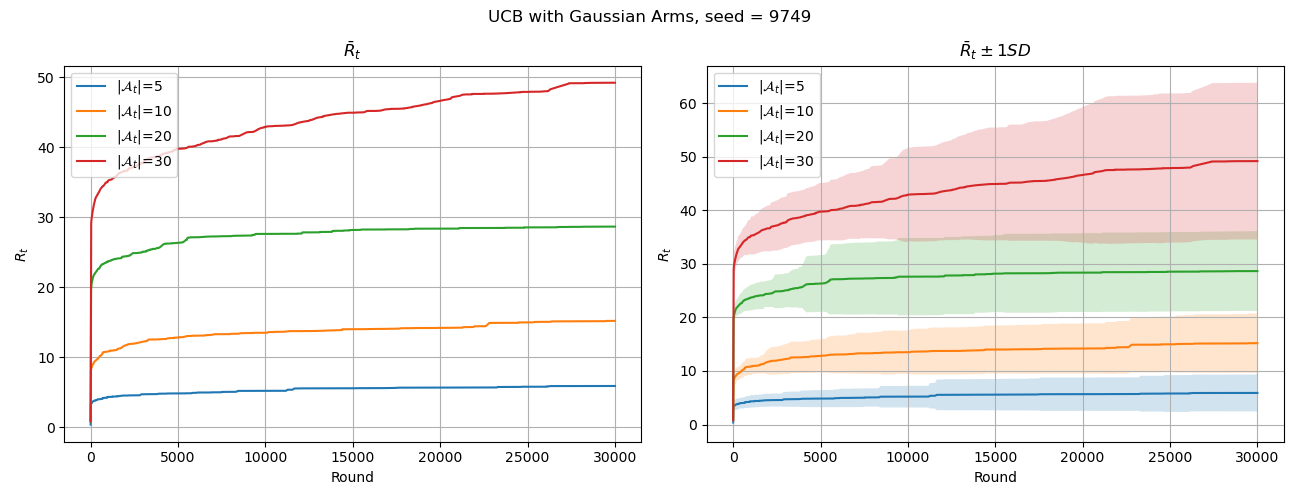 UCB with Gaussian Arms, seed = 9749
R̄ₜ
50
40
30
20
10
0
Rₜ
|𝒜ₜ|=5
|𝒜ₜ|=10
|𝒜ₜ|=20
|𝒜ₜ|=30
0 5000 10000 15000 20000 25000 30000
Round
R̄ₜ ± 1SD
60
50
40
30
20
10
0
Rₜ
|𝒜ₜ|=5
|𝒜ₜ|=10
|𝒜ₜ|=20
|𝒜ₜ|=30
0 5000 10000 15000 20000 25000 30000
Round